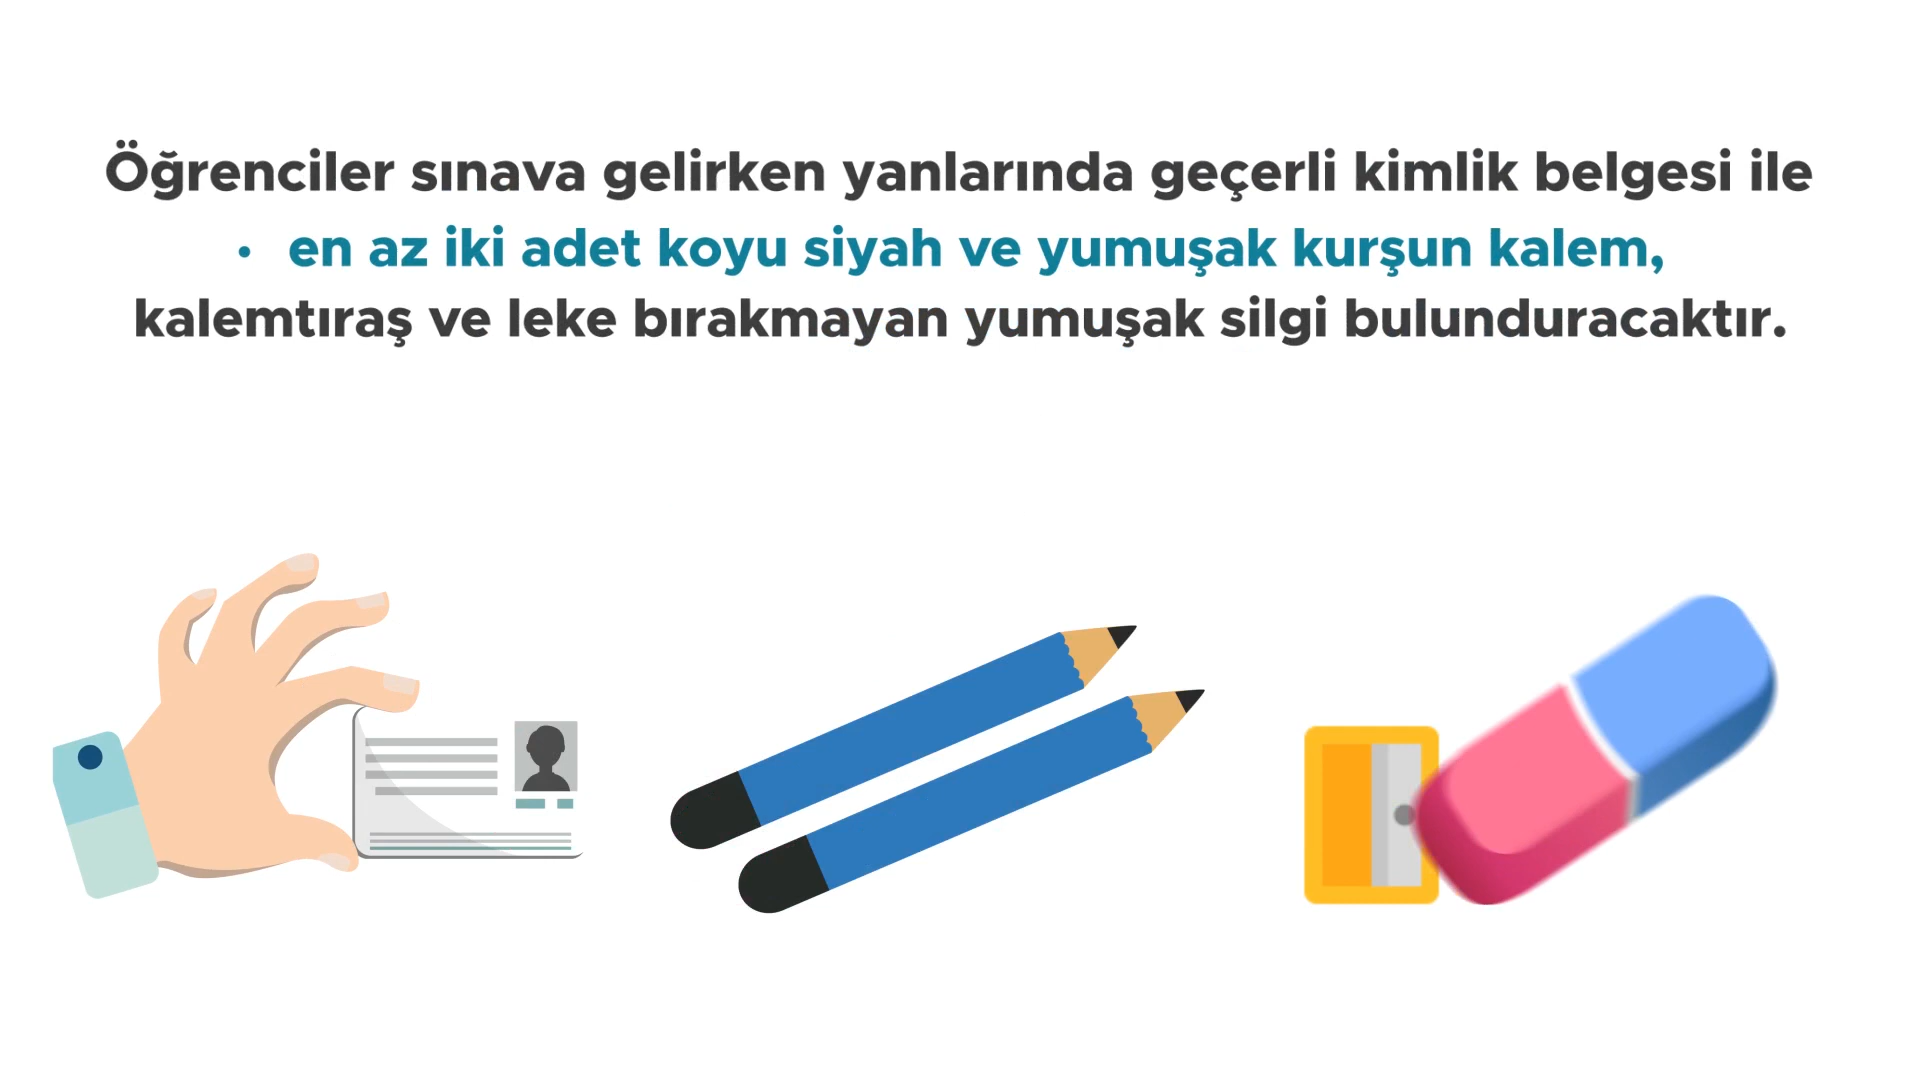 Öğrenciler sınava gelirken yanlarında geçerli kimlik belgesi ile
• en az iki adet koyu siyah ve yumuşak kurşun kalem,
kalemtıraş ve leke bırakmayan yumuşak silgi bulunduracaktır.